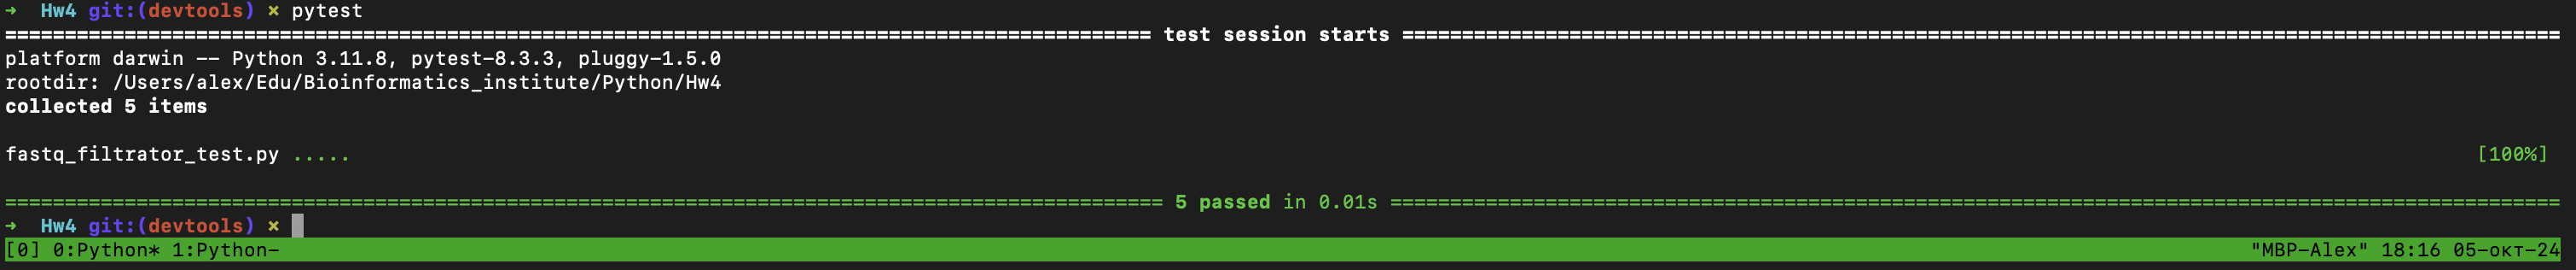 ➜  Hw4 git:(devtools) × pytest
================================================================================================ test session starts =================================================================================================
platform darwin -- Python 3.11.8, pytest-8.3.3, pluggy-1.5.0
rootdir: /Users/alex/Edu/Bioinformatics_institute/Python/Hw4
collected 5 items
fastq_filtrator_test.py ..... [100%]
================================================================================================= 5 passed in 0.01s ==================================================================================================
➜  Hw4 git:(devtools) ×
[0] 0:Python* 1:Python- "MBP-Alex" 18:16 05-окт-24